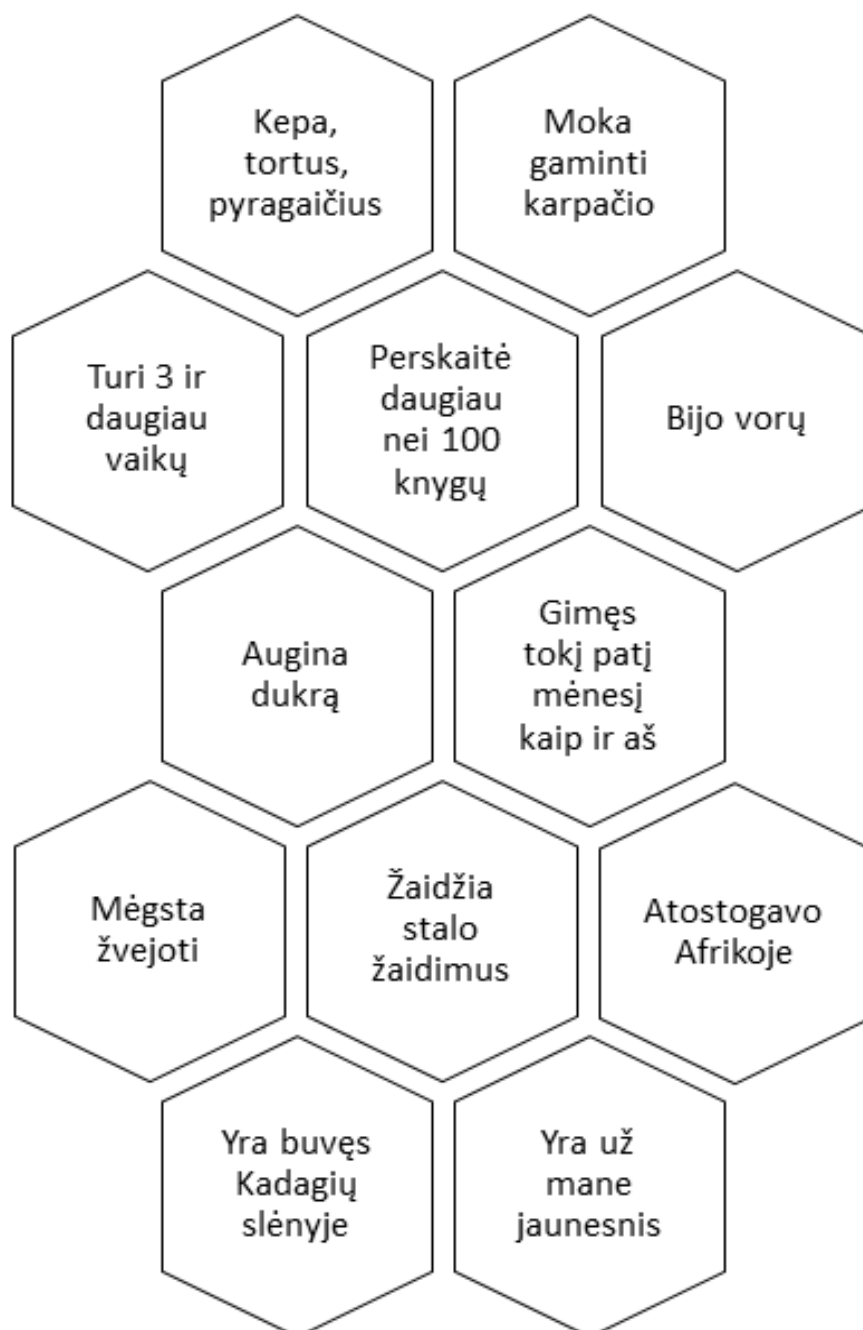 Kepa,
tortus,
pyragaičius
Moka
gaminti
karpačio
Turi 3 ir
daugiau
vaikų
Perskaitė
daugiau
nei 100
knygų
Bijo vorų
Augina
dukrą
Gimęs
tokį patį
mėnesį
kaip ir aš
Mėgsta
žvejoti
Žaidžia
stalo
žaidimus
Atostogavo
Afrikoje
Yra buvęs
Kadagių
slėnyje
Yra už
mane
jaunesnis